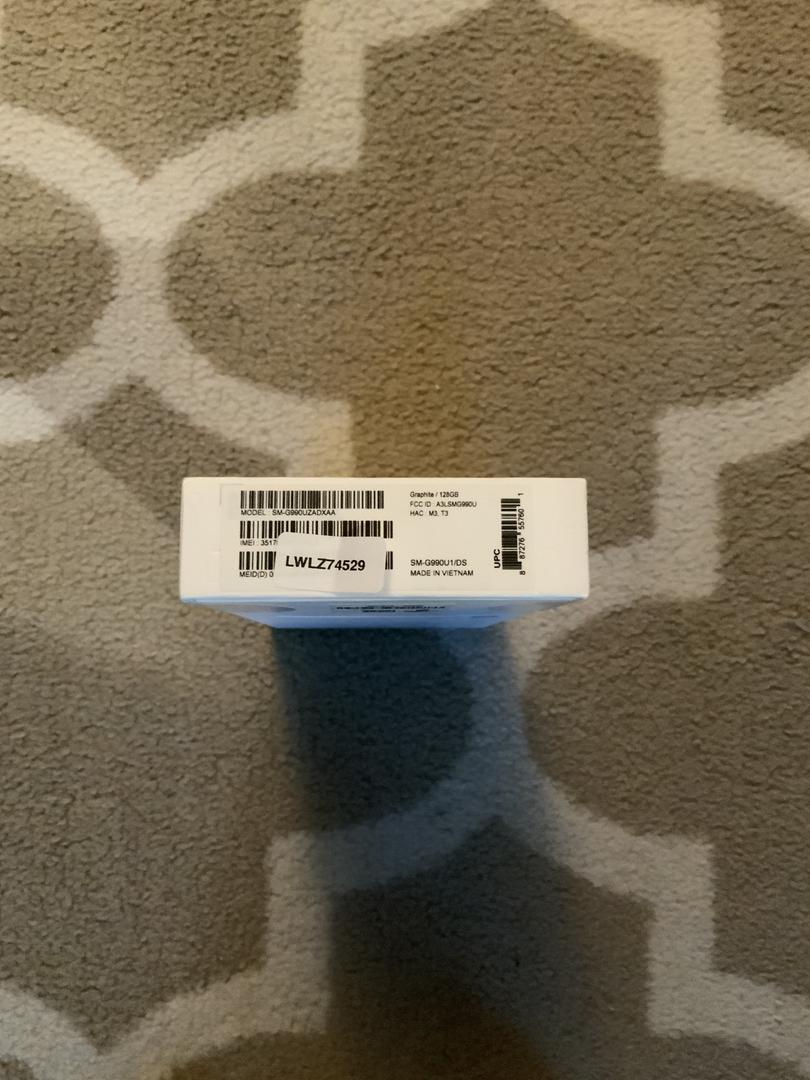 MODEL : SM-G990UZADXAA
IMEI : 3517
MEID(D) 0
LWLZ74529
Graphite / 128GB
FCC ID : A3LSMG990U
HAC : M3, T3
SM-G990U1/DS
MADE IN VIETNAM
UPC
8 87276 55760 1